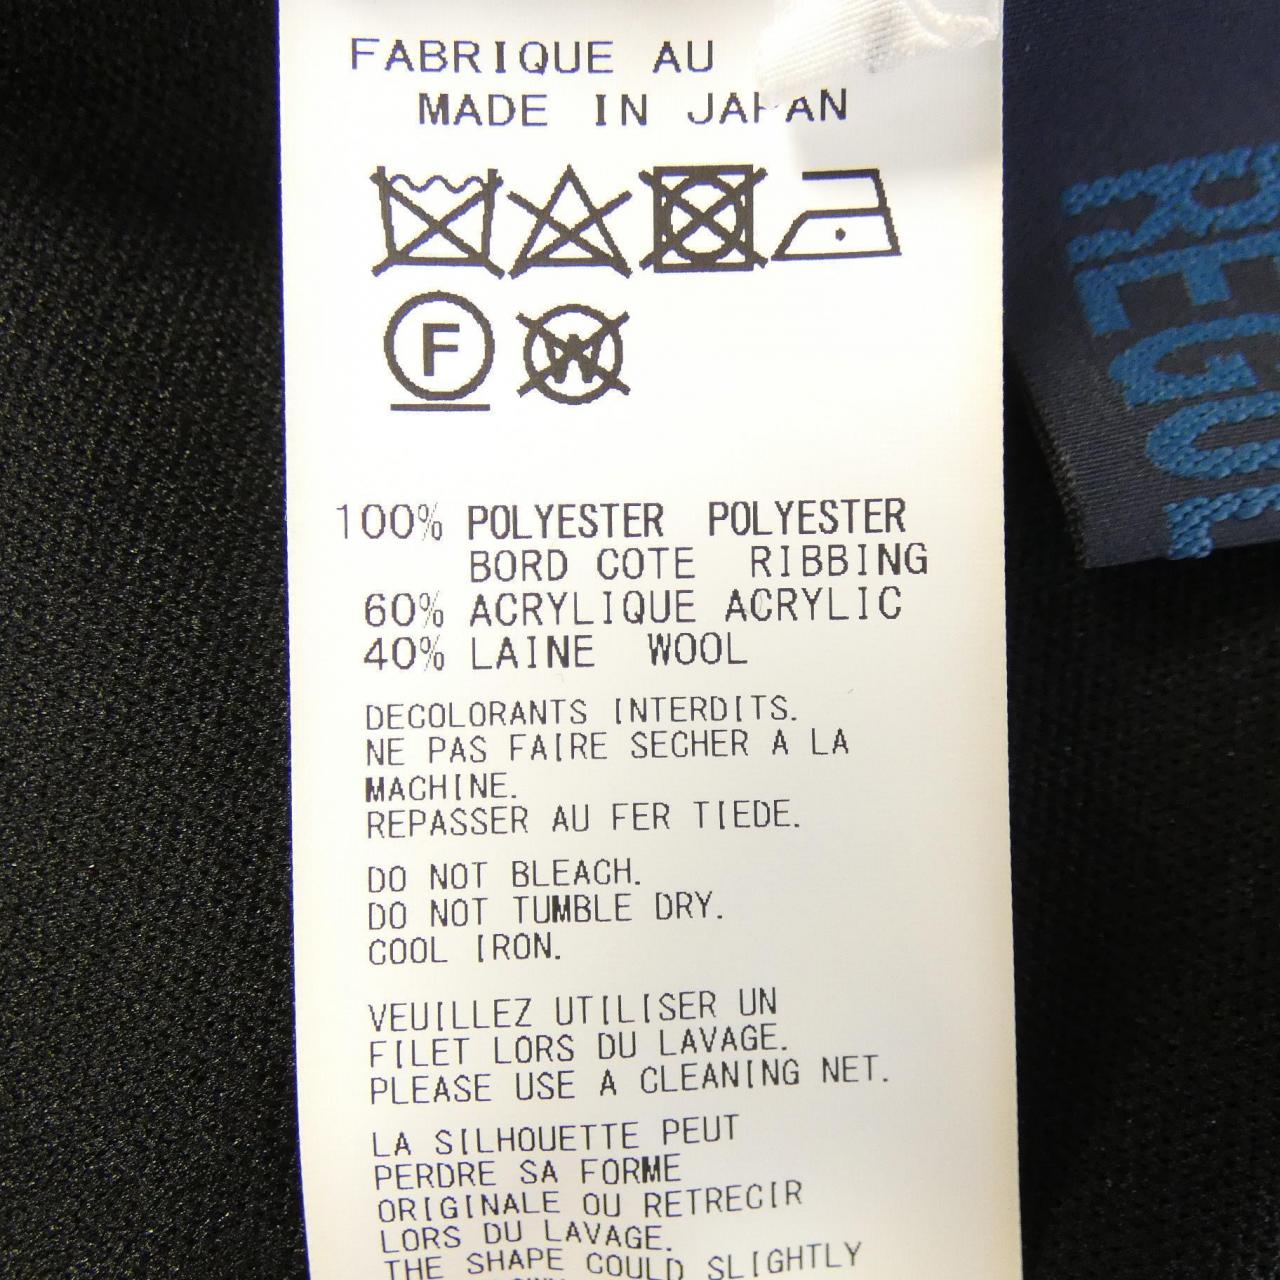 FABRIQUE AU
MADE IN JAPAN
F
W
100% POLYESTER POLYESTER
BORD COTE RIBBING
60% ACRYLIQUE ACRYLIC
40% LAINE WOOL
DECOLORANTS INTERDITS.
NE PAS FAIRE SECHER A LA
MACHINE.
REPASSER AU FER TIEDE.
DO NOT BLEACH.
DO NOT TUMBLE DRY.
COOL IRON.
VEUILLEZ UTILISER UN
FILET LORS DU LAVAGE.
PLEASE USE A CLEANING NET.
LA SILHOUETTE PEUT
PERDRE SA FORME
ORIGINALE OU RETRECIR
LORS DU LAVAGE.
THE SHAPE COULD SLIGHTLY